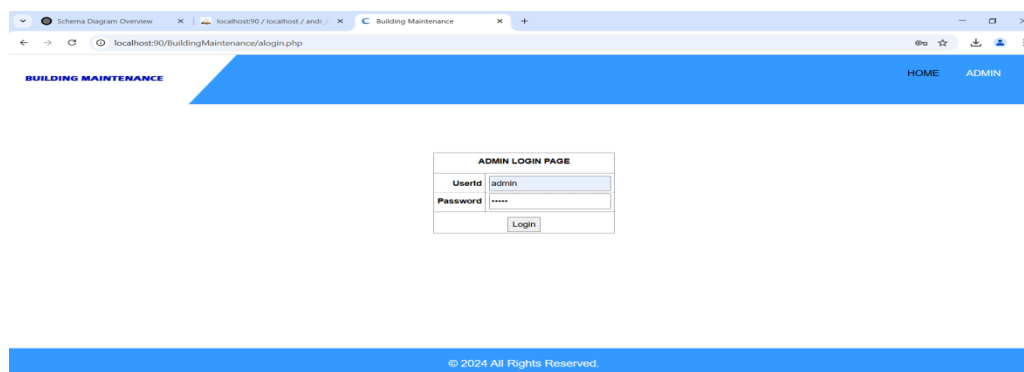 Schema Diagram Overview
localhost:90 / localhost / andr_
Building Maintenance
localhost:90/BuildingMaintenance/alogin.php
BUILDING MAINTENANCE
HOME
ADMIN
ADMIN LOGIN PAGE
UserId admin
Password •••••
Login
© 2024 All Rights Reserved.